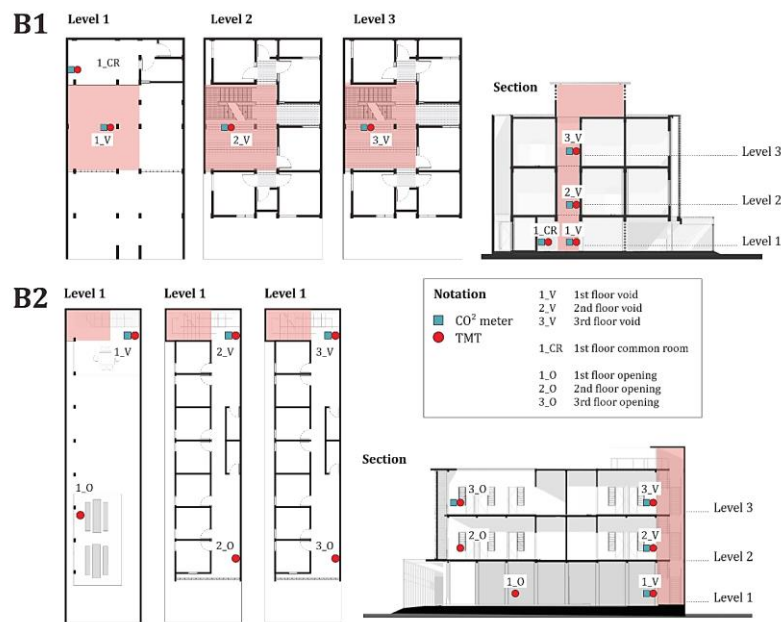 B1
Level 1
Level 2
Level 3
1_CR
1_V
2_V
3_V
Section
3_V
2_V
1_CR
1_V
Level 3
Level 2
Level 1
B2
Level 1
Level 1
Level 1
1_V
2_V
3_V
1_O
2_O
3_O
Notation
CO² meter
TMT
1_V 1st floor void
2_V 2nd floor void
3_V 3rd floor void
1_CR 1st floor common room
1_O 1st floor opening
2_O 2nd floor opening
3_O 3rd floor opening
Section
3_O
3_V
2_O
2_V
1_O
1_V
Level 3
Level 2
Level 1